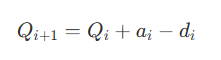 Q_{i+1} = Q_i + a_i − d_i